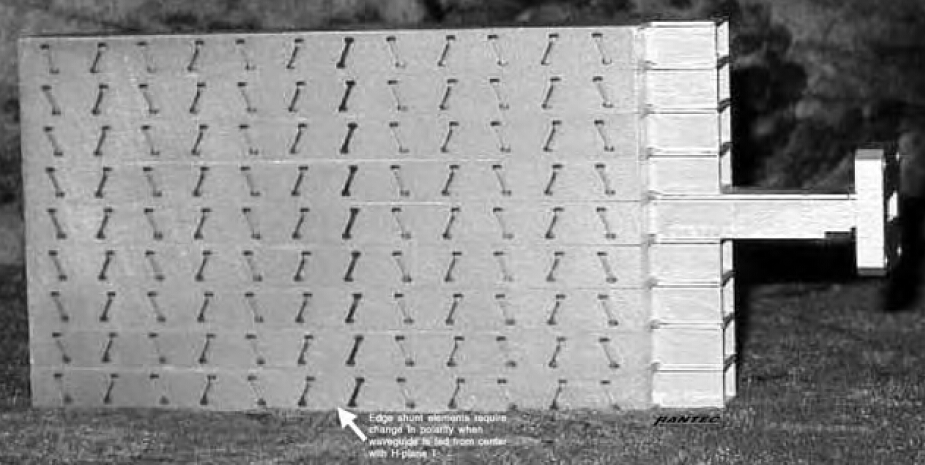 RANTEC
Edge shunt elements require
change in polarity when
waveguide is fed from center
with H-plane T